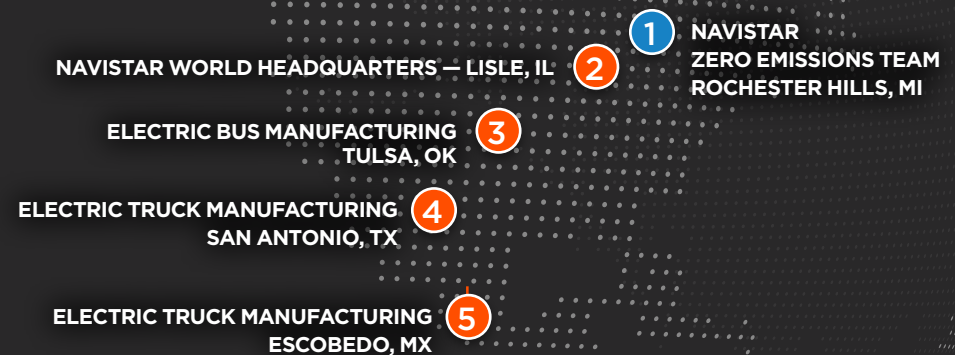 1
NAVISTAR
ZERO EMISSIONS TEAM
ROCHESTER HILLS, MI
NAVISTAR WORLD HEADQUARTERS — LISLE, IL
2
ELECTRIC BUS MANUFACTURING
TULSA, OK
3
ELECTRIC TRUCK MANUFACTURING
SAN ANTONIO, TX
4
ELECTRIC TRUCK MANUFACTURING
ESCOBEDO, MX
5